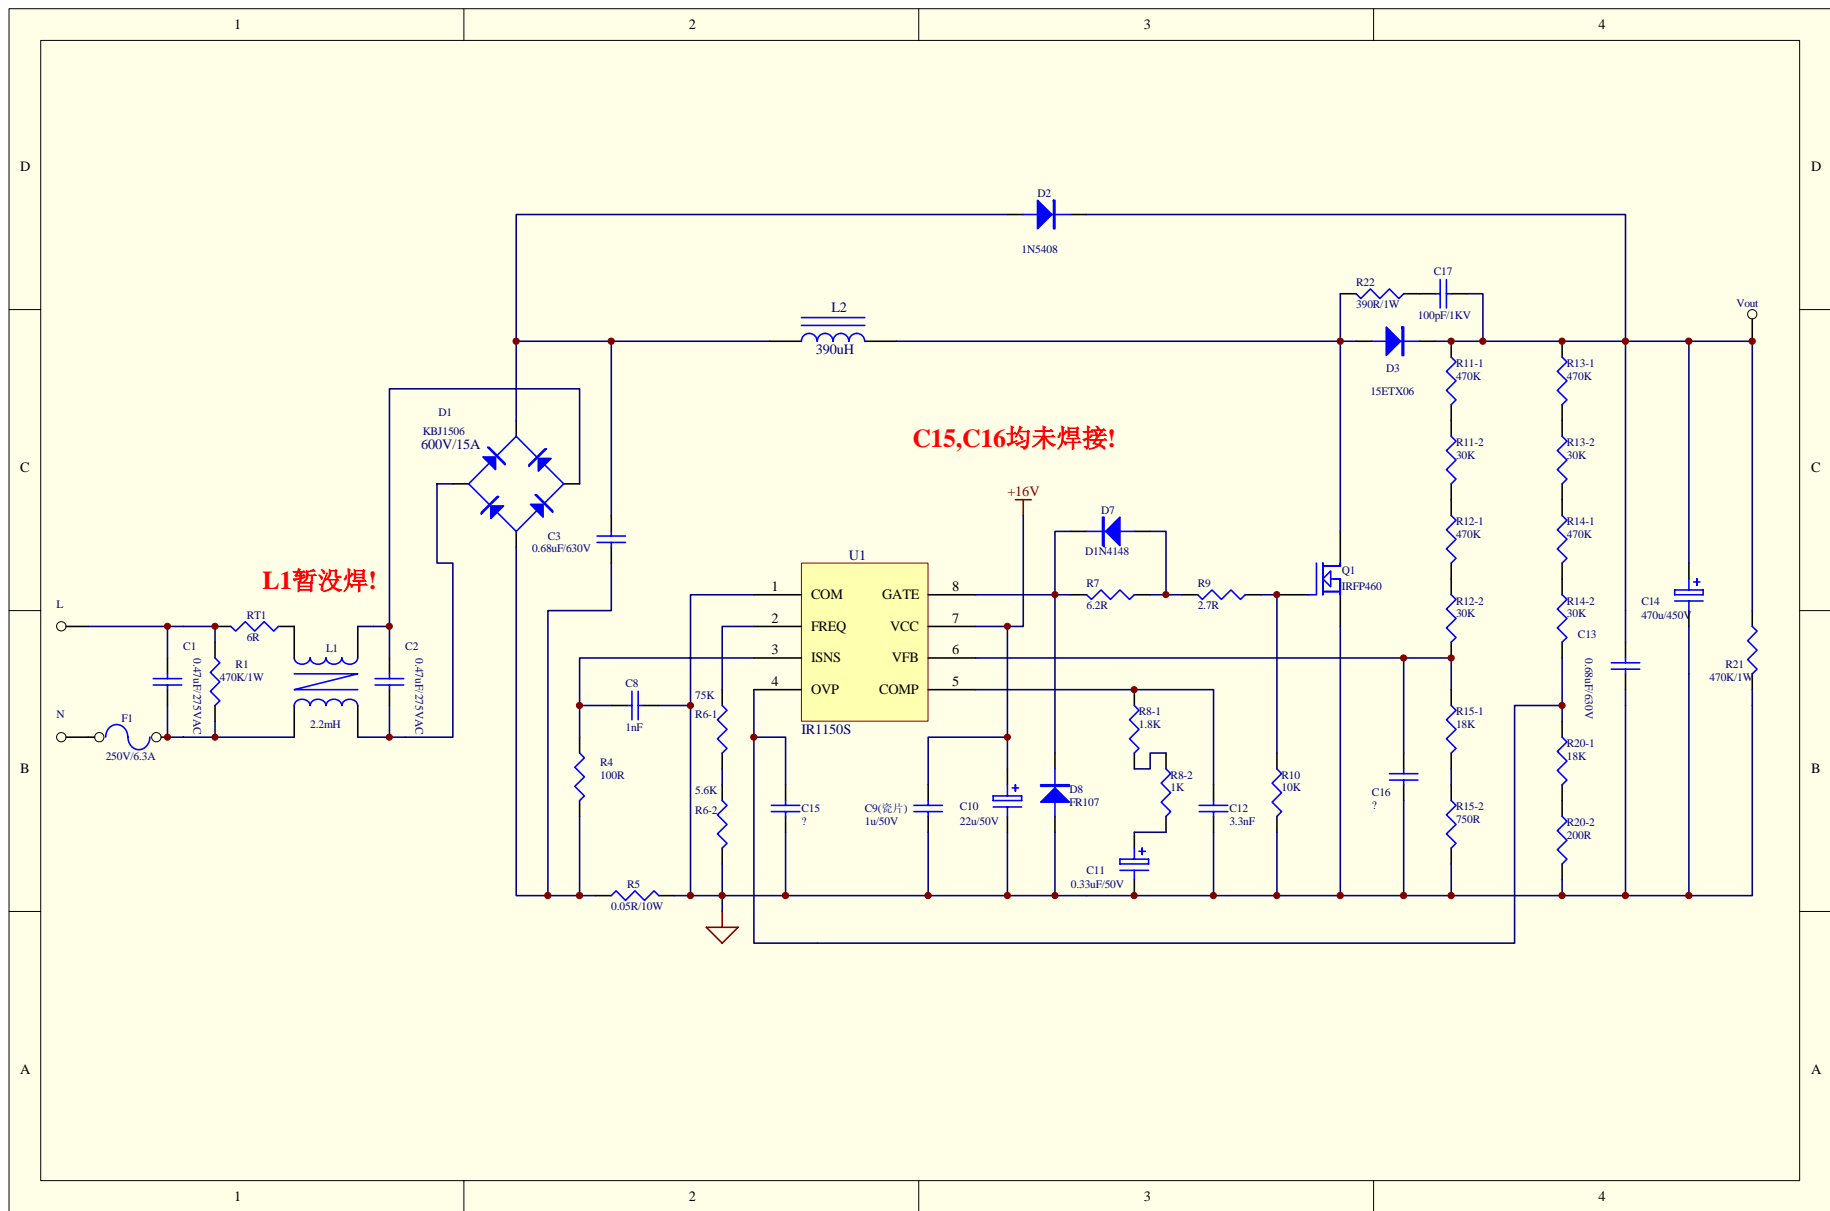 1
2
3
4
D
D
D2
1N5408
R22
390R/1W
C17
100pF/1KV
Vout
L2
390uH
D3
15ETX06
R11-1
470K
R13-1
470K
D1
KBJ1506
600V/15A
C15,C16均未焊接!
R11-2
30K
R13-2
30K
C
C
+16V
D7
D1N4148
R12-1
470K
R14-1
470K
C3
0.68uF/630V
U1
L1暂没焊!
1
COM
GATE
8
2
FREQ
VCC
7
3
ISNS
VFB
6
4
OVP
COMP
5
IR1150S
R7
6.2R
R9
2.7R
Q1
IRFP460
R12-2
30K
R14-2
30K
C13
0.68uF/630V
C14
470u/450V
L
RT1
6R
C1
0.47uF/275VAC
R1
470K/1W
L1
2.2mH
C2
0.47uF/275VAC
R21
470K/1W
N
F1
250V/6.3A
C8
1nF
75K
R6-1
R8-1
1.8K
R15-1
18K
R4
100R
5.6K
R6-2
C15
?
C9(瓷片)
1u/50V
C10
22u/50V
D8
FR107
R8-2
1K
C12
3.3nF
R10
10K
C16
?
R20-1
18K
R15-2
750R
R20-2
200R
B
B
C11
0.33uF/50V
R5
0.05R/10W
A
A
1
2
3
4